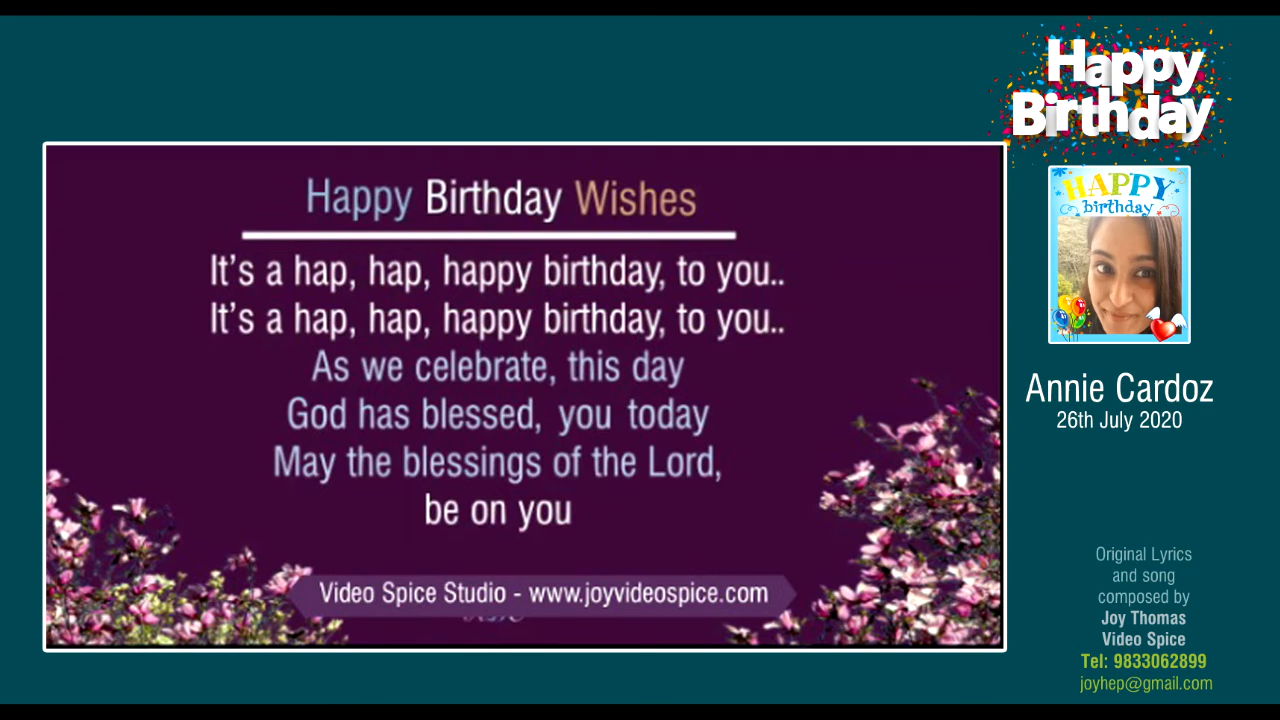 Happy
Birthday
HAPPY
birthday
Happy Birthday Wishes
It's a hap, hap, happy birthday, to you..
It's a hap, hap, happy birthday, to you..
As we celebrate, this day
God has blessed, you today
May the blessings of the Lord,
be on you
Video Spice Studio - www.joyvideospice.com
Annie Cardoz
26th July 2020
Original Lyrics
and song
composed by
Joy Thomas
Video Spice
Tel: 9833062899
joyhep@gmail.com